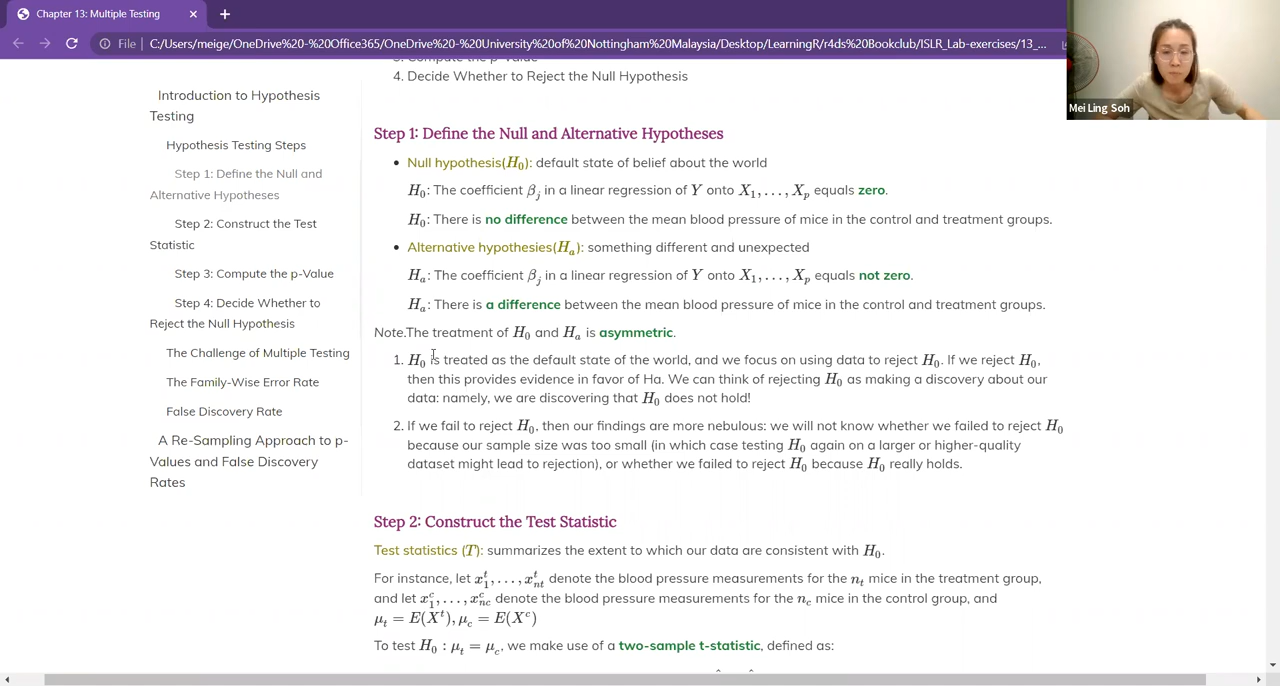 Chapter 13: Multiple Testing
File
C:/Users/meige/OneDrive%20-%20Office365/OneDrive%20-%20University%20of%20Nottingham%20Malaysia/Desktop/LearningR/r4ds%20Bookclub/ISLR_Lab-exercises/13_...
Mei Ling Soh
Introduction to Hypothesis
Testing
Hypothesis Testing Steps
Step 1: Define the Null and
Alternative Hypotheses
Step 2: Construct the Test
Statistic
Step 3: Compute the p-Value
Step 4: Decide Whether to
Reject the Null Hypothesis
The Challenge of Multiple Testing
The Family-Wise Error Rate
False Discovery Rate
A Re-Sampling Approach to p-
Values and False Discovery
Rates
3. Compute the p-Value
4. Decide Whether to Reject the Null Hypothesis
Step 1: Define the Null and Alternative Hypotheses
• Null hypothesis(H₀): default state of belief about the world
H₀: The coefficient βⱼ in a linear regression of Y onto X₁, . . . , Xₚ equals zero.
H₀: There is no difference between the mean blood pressure of mice in the control and treatment groups.
• Alternative hypothesies(Hₐ): something different and unexpected
Hₐ: The coefficient βⱼ in a linear regression of Y onto X₁, . . . , Xₚ equals not zero.
Hₐ: There is a difference between the mean blood pressure of mice in the control and treatment groups.
Note.The treatment of H₀ and Hₐ is asymmetric.
1. H₀ is treated as the default state of the world, and we focus on using data to reject H₀. If we reject H₀,
then this provides evidence in favor of Ha. We can think of rejecting H₀ as making a discovery about our
data: namely, we are discovering that H₀ does not hold!
2. If we fail to reject H₀, then our findings are more nebulous: we will not know whether we failed to reject H₀
because our sample size was too small (in which case testing H₀ again on a larger or higher-quality
dataset might lead to rejection), or whether we failed to reject H₀ because H₀ really holds.
Step 2: Construct the Test Statistic
Test statistics (T): summarizes the extent to which our data are consistent with H₀.
For instance, let x₁ᵗ, . . . , xₙₜᵗ denote the blood pressure measurements for the nₜ mice in the treatment group,
and let x₁ᶜ, . . . , x_{nc}ᶜ denote the blood pressure measurements for the n_c mice in the control group, and
μₜ = E(Xᵗ), μ_c = E(Xᶜ)
To test H₀ : μₜ = μ_c, we make use of a two-sample t-statistic, defined as: